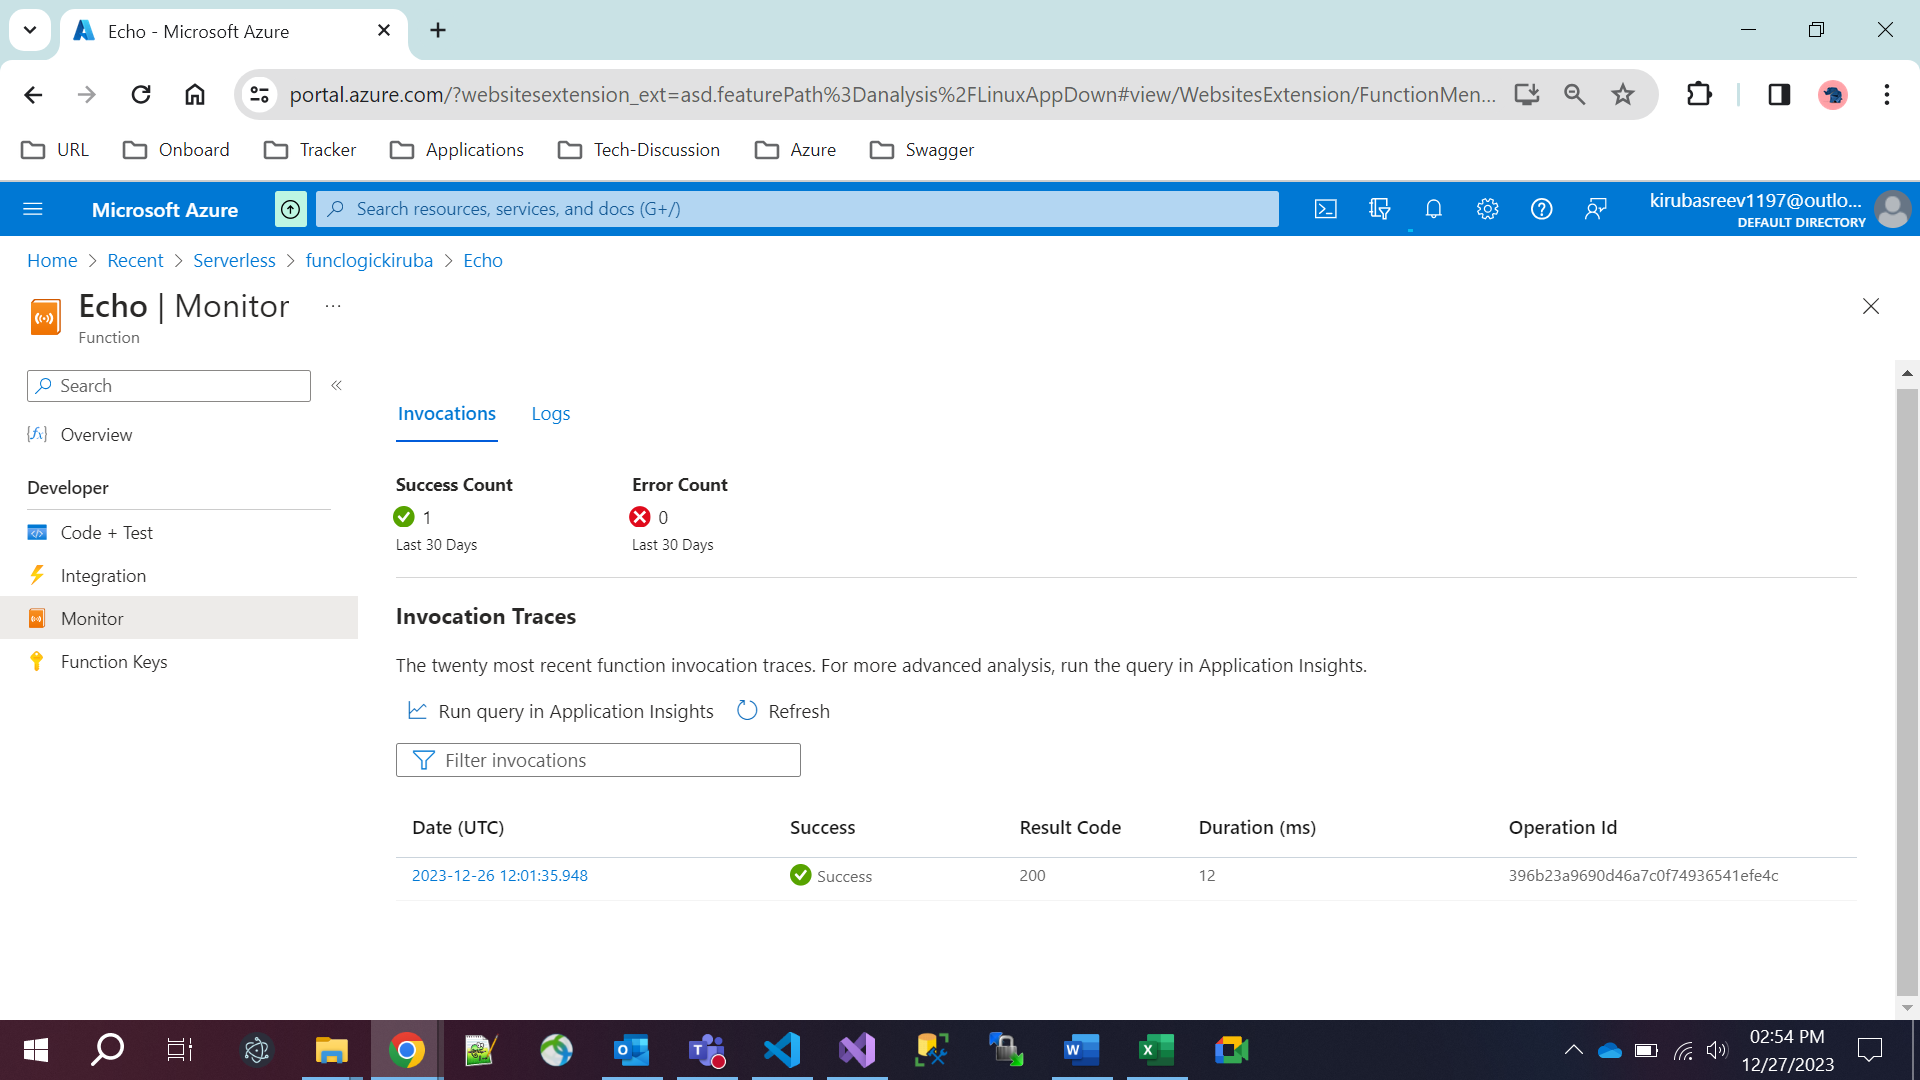 Echo - Microsoft Azure
portal.azure.com/?websitesextension_ext=asd.featurePath%3Danalysis%2FLinuxAppDown#view/WebsitesExtension/FunctionMen...
URL Onboard Tracker Applications Tech-Discussion Azure Swagger
Microsoft Azure
Search resources, services, and docs (G+/)
kirubasreev1197@outlo...
DEFAULT DIRECTORY
Home > Recent > Serverless > funclogickiruba > Echo
Echo | Monitor ...
Function
Search
Overview
Developer
Code + Test
Integration
Monitor
Function Keys
Invocations Logs
Success Count Error Count
1 0
Last 30 Days Last 30 Days
Invocation Traces
The twenty most recent function invocation traces. For more advanced analysis, run the query in Application Insights.
Run query in Application Insights Refresh
Filter invocations
Date (UTC) Success Result Code Duration (ms) Operation Id
2023-12-26 12:01:35.948 Success 200 12 396b23a9690d46a7c0f74936541efe4c
02:54 PM
12/27/2023